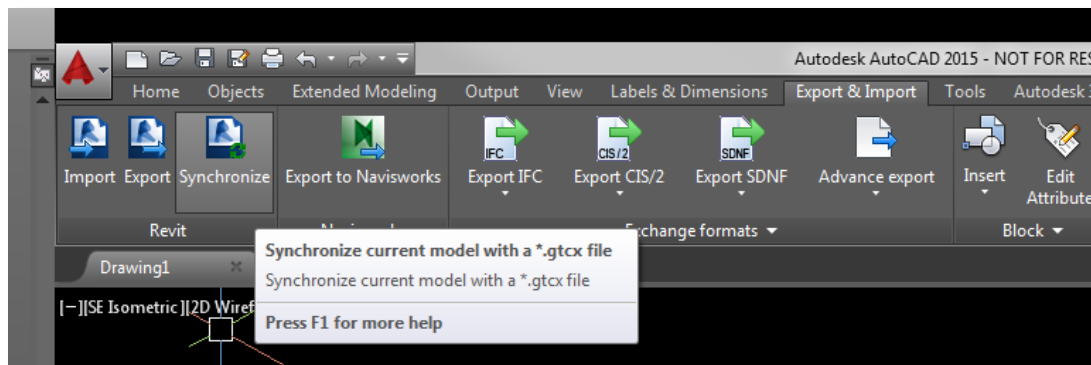 Autodesk AutoCAD 2015 - NOT FOR RES
Home Objects Extended Modeling Output View Labels & Dimensions Export & Import Tools Autodesk
IFC CIS/2 SDNF
Import Export Synchronize Export to Navisworks Export IFC Export CIS/2 Export SDNF Advance export Insert Edit
Attribute
Revit Exchange formats Block
Synchronize current model with a *.gtcx file
Drawing1
Synchronize current model with a *.gtcx file
[−][SE Isometric][2D Wiref
Press F1 for more help